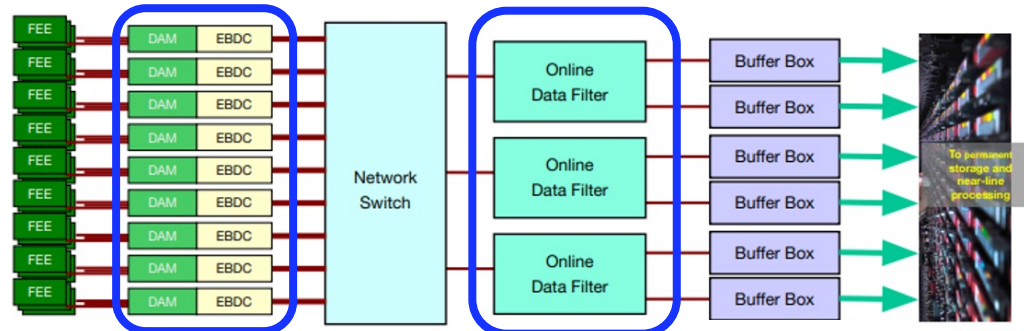 FEE
DAM EBDC
FEE
DAM EBDC
FEE
DAM EBDC
FEE
DAM EBDC
FEE
DAM EBDC
FEE
DAM EBDC
FEE
DAM EBDC
FEE
DAM EBDC
FEE
DAM EBDC
Network
Switch
Online
Data Filter
Online
Data Filter
Online
Data Filter
Buffer Box
Buffer Box
Buffer Box
Buffer Box
Buffer Box
Buffer Box
To permanent
storage and
near-line
processing